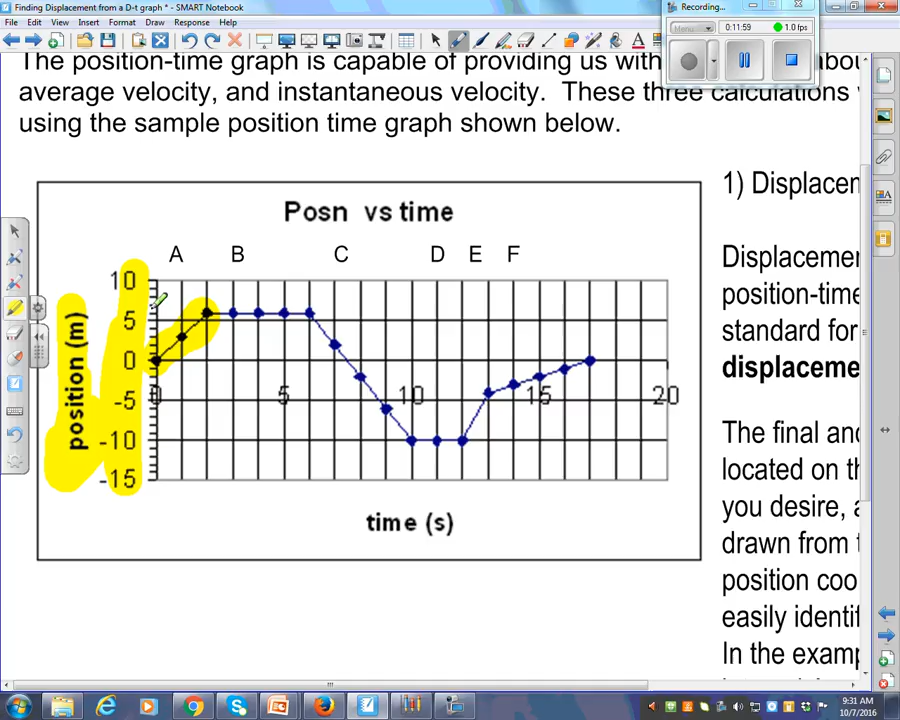 Finding Displacement from a D-t graph * - SMART Notebook
Recording...
File Edit View Insert Format Draw Response Help
Menu 0:11:59 1.0 fps
The position-time graph is capable of providing us with
average velocity, and instantaneous velocity. These three calculations
using the sample position time graph shown below.
1) Displacem
Posn vs time
A B C D E F
Displaceme
position-time
standard for
displaceme
position (m)
10
5
0
-5
-10
-15
0 5 10 15 20
time (s)
The final and
located on th
you desire, a
drawn from t
position coo
easily identif
In the examp
9:31 AM
10/7/2016